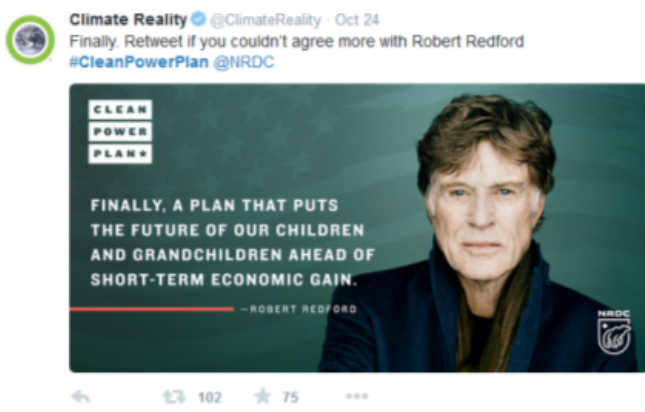 Climate Reality @ClimateReality · Oct 24
Finally. Retweet if you couldn't agree more with Robert Redford
#CleanPowerPlan @NRDC
CLEAN
POWER
PLAN★
FINALLY, A PLAN THAT PUTS
THE FUTURE OF OUR CHILDREN
AND GRANDCHILDREN AHEAD OF
SHORT-TERM ECONOMIC GAIN.
—ROBERT REDFORD
NRDC
102 75